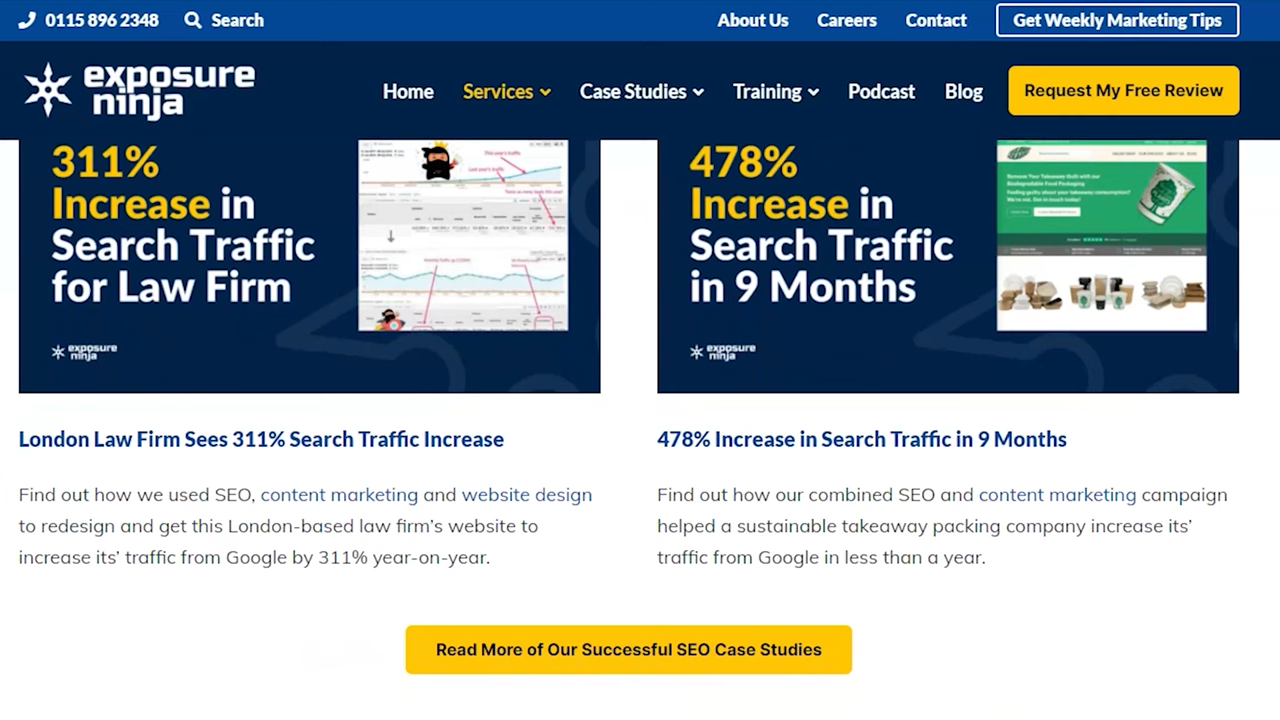 0115 896 2348 Search About Us Careers Contact Get Weekly Marketing Tips
exposure
ninja
Home Services Case Studies Training Podcast Blog Request My Free Review
311%
Increase in
Search Traffic
for Law Firm
exposure
ninja
478%
Increase in
Search Traffic
in 9 Months
exposure
ninja
London Law Firm Sees 311% Search Traffic Increase
Find out how we used SEO, content marketing and website design
to redesign and get this London-based law firm’s website to
increase its’ traffic from Google by 311% year-on-year.
478% Increase in Search Traffic in 9 Months
Find out how our combined SEO and content marketing campaign
helped a sustainable takeaway packing company increase its’
traffic from Google in less than a year.
Read More of Our Successful SEO Case Studies